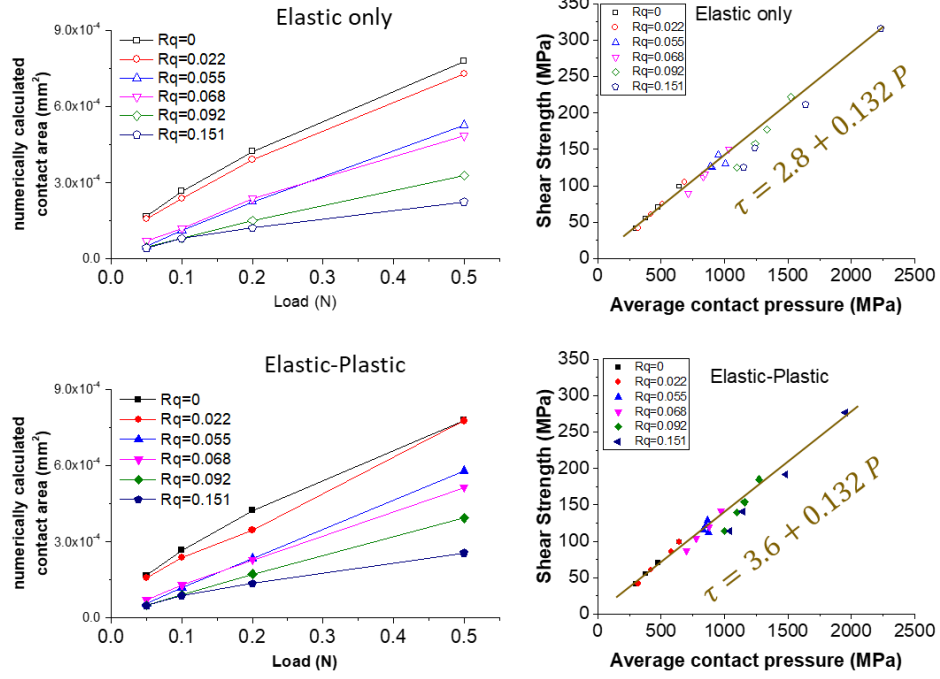 Elastic only
numerically calculated
contact area (mm²)
9.0x10⁻⁴
6.0x10⁻⁴
3.0x10⁻⁴
0.0
Rq=0
Rq=0.022
Rq=0.055
Rq=0.068
Rq=0.092
Rq=0.151
0.0 0.1 0.2 0.3 0.4 0.5
Load (N)
Elastic only
Shear Strength (MPa)
350
300
250
200
150
100
50
0
Rq=0
Rq=0.022
Rq=0.055
Rq=0.068
Rq=0.092
Rq=0.151
τ = 2.8 + 0.132 P
0 500 1000 1500 2000 2500
Average contact pressure (MPa)
Elastic-Plastic
numerically calculated
contact area (mm²)
9.0x10⁻⁴
6.0x10⁻⁴
3.0x10⁻⁴
0.0
Rq=0
Rq=0.022
Rq=0.055
Rq=0.068
Rq=0.092
Rq=0.151
0.0 0.1 0.2 0.3 0.4 0.5
Load (N)
Elastic-Plastic
Shear Strength (MPa)
350
300
250
200
150
100
50
0
Rq=0
Rq=0.022
Rq=0.055
Rq=0.068
Rq=0.092
Rq=0.151
τ = 3.6 + 0.132 P
0 500 1000 1500 2000 2500
Average contact pressure (MPa)